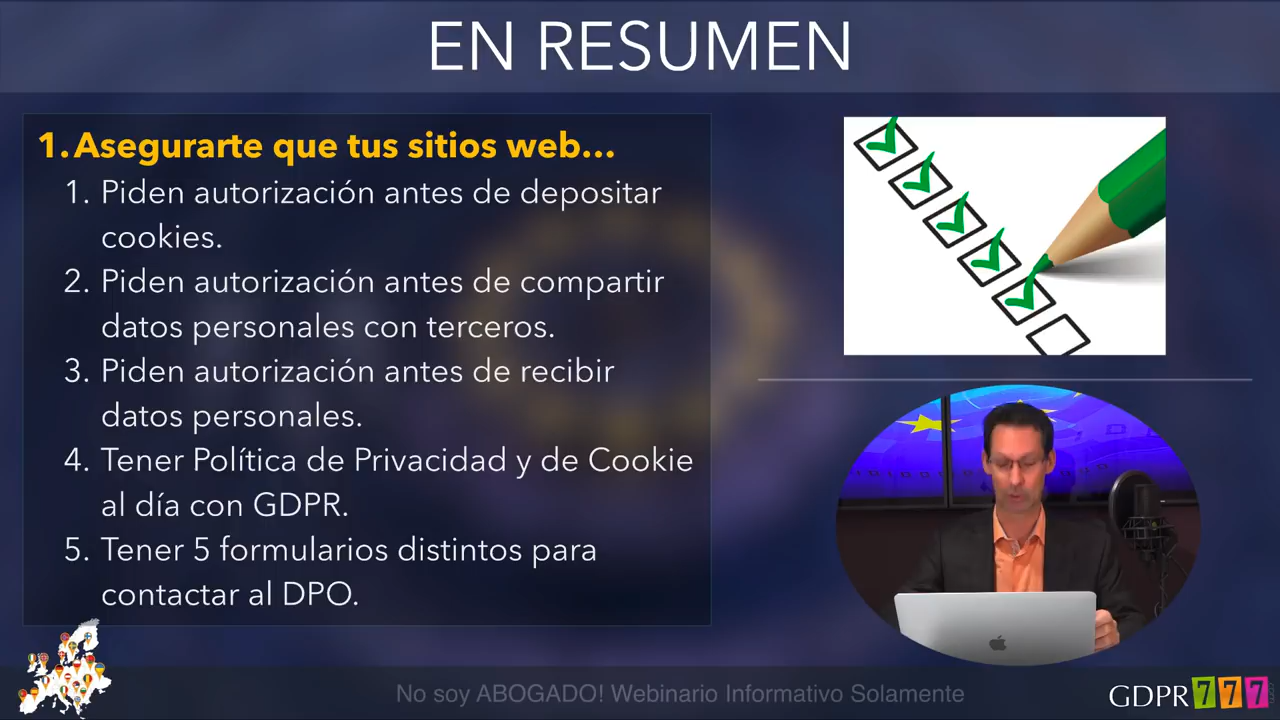 EN RESUMEN
1. Asegurarte que tus sitios web...
1. Piden autorización antes de depositar
cookies.
2. Piden autorización antes de compartir
datos personales con terceros.
3. Piden autorización antes de recibir
datos personales.
4. Tener Política de Privacidad y de Cookie
al día con GDPR.
5. Tener 5 formularios distintos para
contactar al DPO.
No soy ABOGADO! Webinario Informativo Solamente
GDPR777